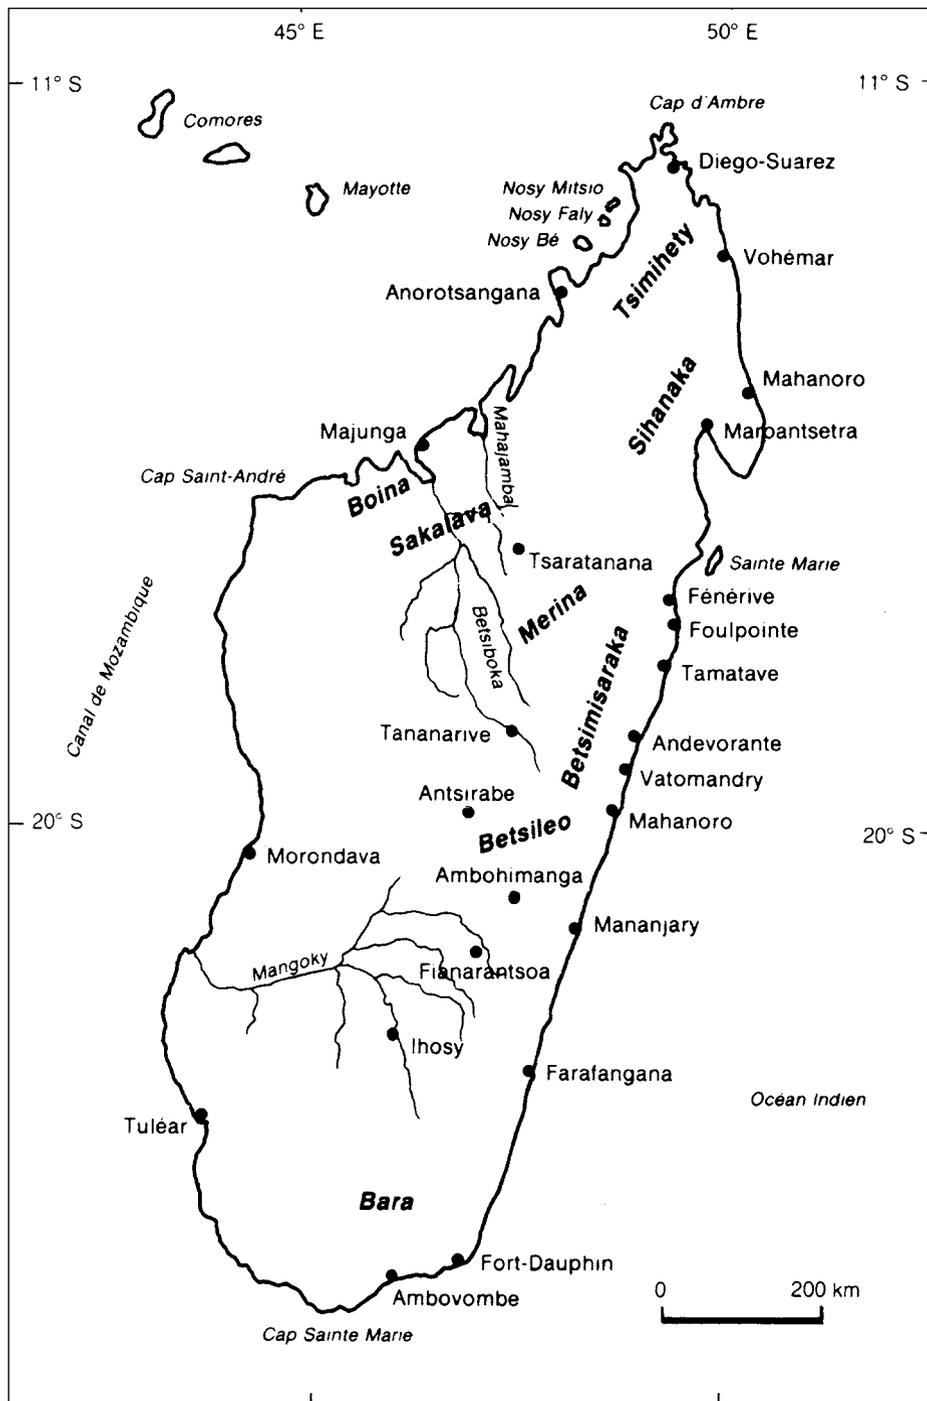 45° E
50° E
11° S
11° S
Cap d'Ambre
Comores
Diego-Suarez
Mayotte
Nosy Mitsio
Nosy Faly
Nosy Bé
Tsimihety
Vohémar
Anorotsangana
Sihanaka
Mahanoro
Mahajamba
Majunga
Maroantsetra
Cap Saint-André
Boina
Sakalava
Tsaratanana
Sainte Marie
Merina
Fénérive
Foulpointe
Betsiboka
Betsimisaraka
Canal de Mozambique
Tamatave
Tananarive
Andevorante
Vatomandry
Antsirabe
20° S
Betsileo
Mahanoro
20° S
Morondava
Ambohimanga
Mananjary
Mangoky
Fianarantsoa
Ihosy
Farafangana
Océan Indien
Tuléar
Bara
Fort-Dauphin
Ambovombe
0
200 km
Cap Sainte Marie